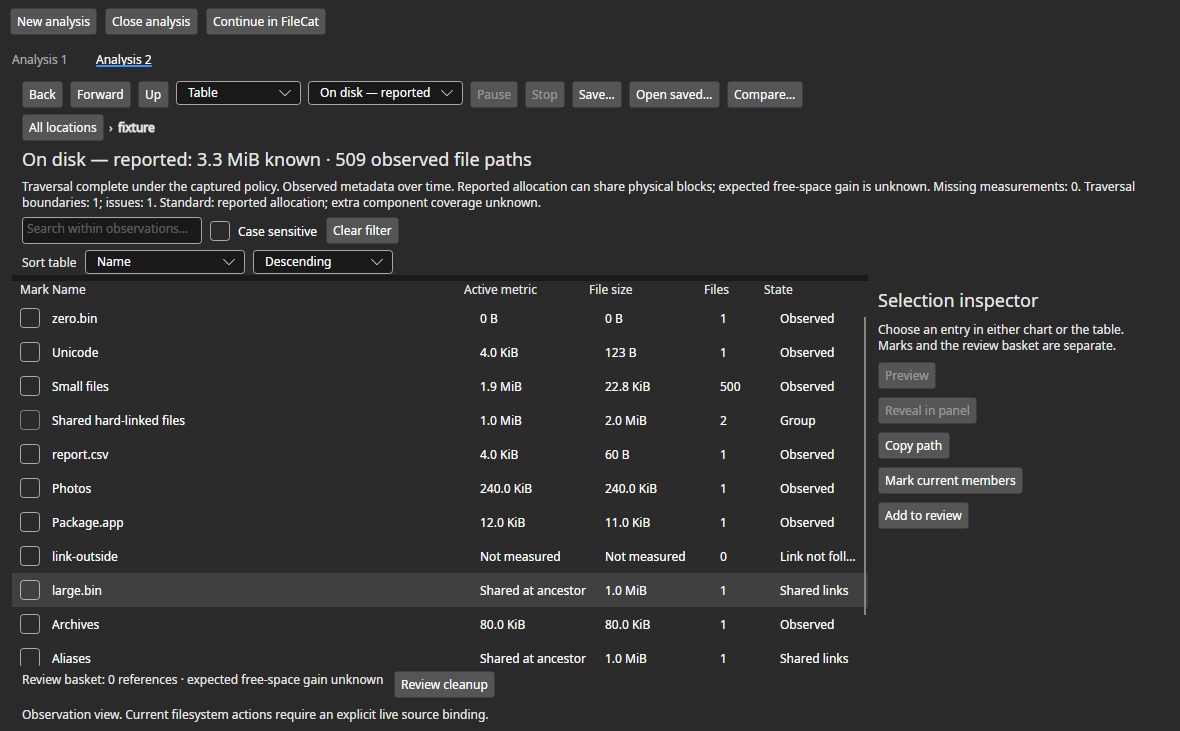 New analysis Close analysis Continue in FileCat
Analysis 1 Analysis 2
Back Forward Up Table On disk — reported Pause Stop Save... Open saved... Compare...
All locations › fixture
On disk — reported: 3.3 MiB known · 509 observed file paths
Traversal complete under the captured policy. Observed metadata over time. Reported allocation can share physical blocks; expected free-space gain is unknown. Missing measurements: 0. Traversal
boundaries: 1; issues: 1. Standard: reported allocation; extra component coverage unknown.
Search within observations... Case sensitive Clear filter
Sort table Name Descending
Mark Name Active metric File size Files State
zero.bin 0 B 0 B 1 Observed
Unicode 4.0 KiB 123 B 1 Observed
Small files 1.9 MiB 22.8 KiB 500 Observed
Shared hard-linked files 1.0 MiB 2.0 MiB 2 Group
report.csv 4.0 KiB 60 B 1 Observed
Photos 240.0 KiB 240.0 KiB 1 Observed
Package.app 12.0 KiB 11.0 KiB 1 Observed
link-outside Not measured Not measured 0 Link not foll...
large.bin Shared at ancestor 1.0 MiB 1 Shared links
Archives 80.0 KiB 80.0 KiB 1 Observed
Aliases Shared at ancestor 1.0 MiB 1 Shared links
Selection inspector
Choose an entry in either chart or the table.
Marks and the review basket are separate.
Preview
Reveal in panel
Copy path
Mark current members
Add to review
Review basket: 0 references · expected free-space gain unknown Review cleanup
Observation view. Current filesystem actions require an explicit live source binding.